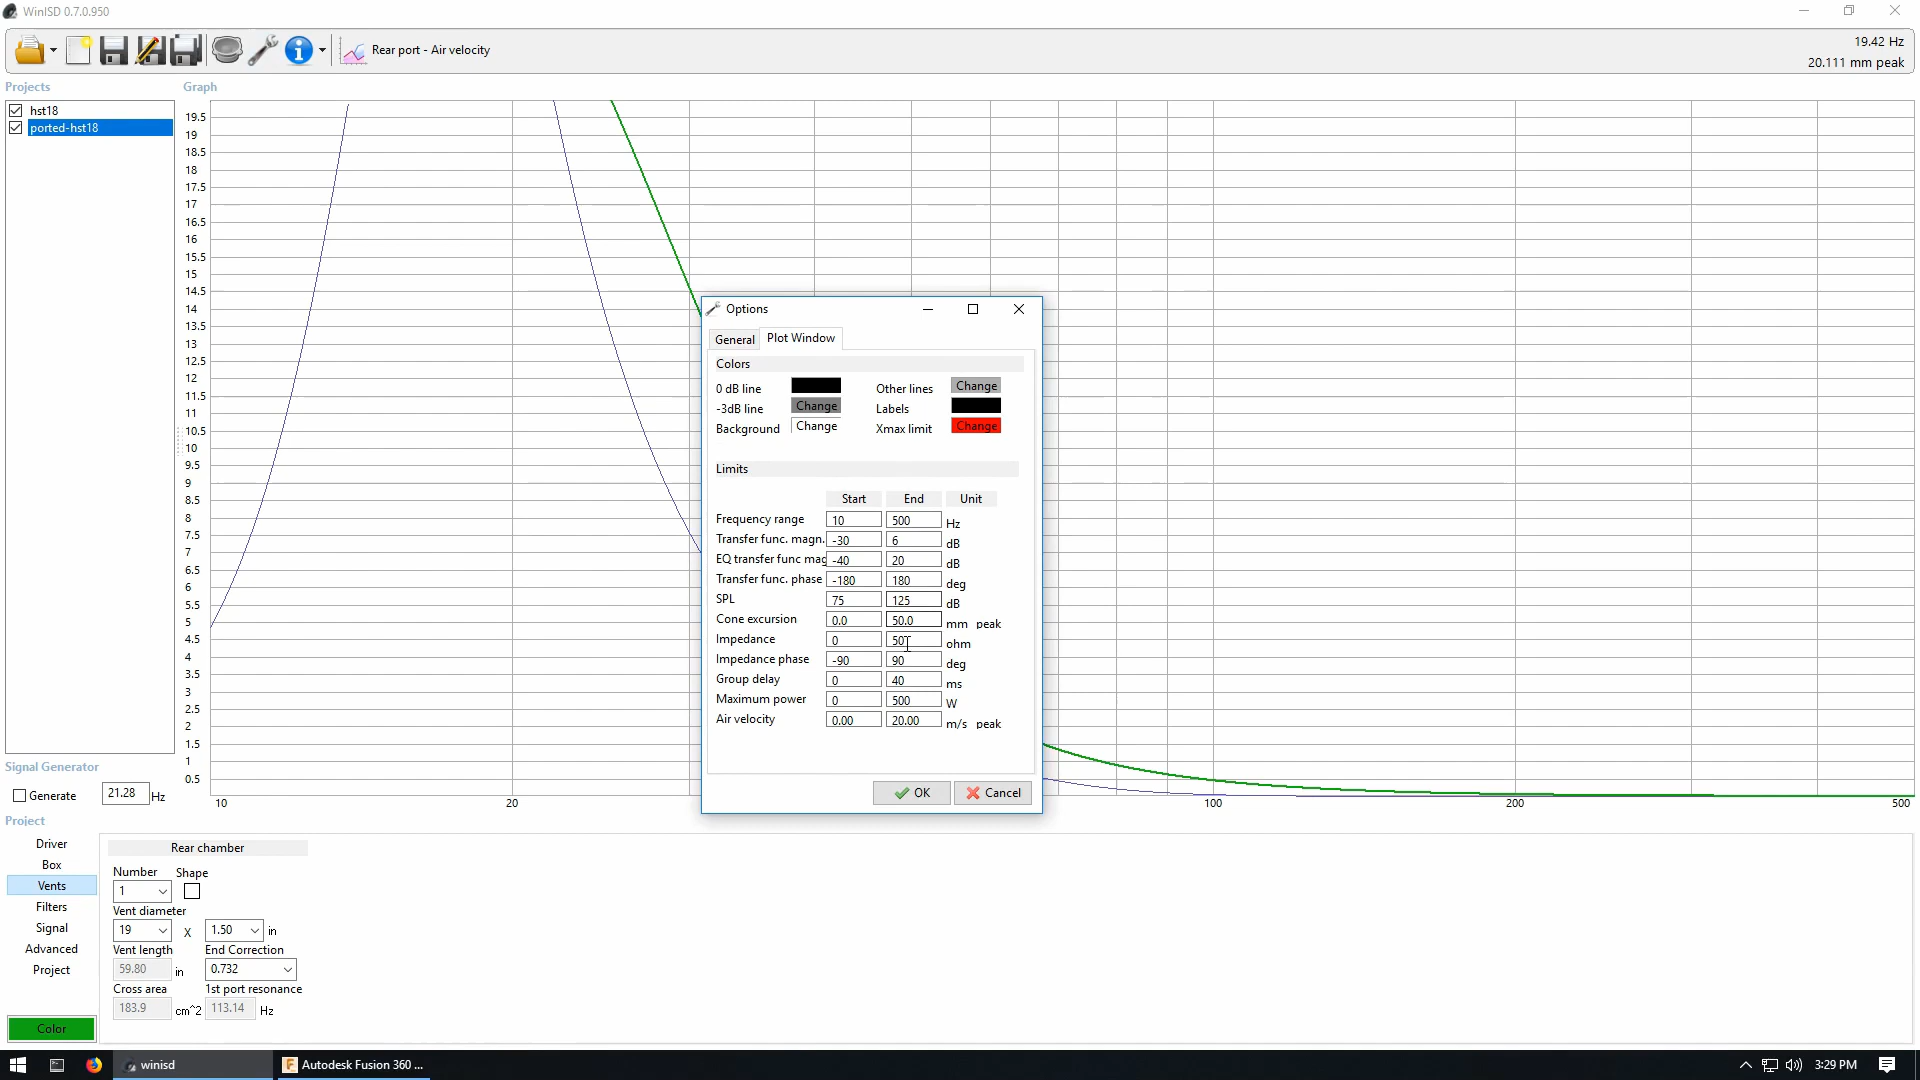 WinISD 0.7.0.950
Rear port - Air velocity
19.42 Hz
20.111 mm peak
Projects
hst18
ported-hst18
Graph
19.5
19
18.5
18
17.5
17
16.5
16
15.5
15
14.5
14
13.5
13
12.5
12
11.5
11
10.5
10
9.5
9
8.5
8
7.5
7
6.5
6
5.5
5
4.5
4
3.5
3
2.5
2
1.5
1
0.5
10
20
100
200
500
Options
General
Plot Window
Colors
0 dB line
Other lines Change
-3dB line Change
Labels
Background Change
Xmax limit Change
Limits
Start End Unit
Frequency range 10 500 Hz
Transfer func. magn. -30 6 dB
EQ transfer func mag -40 20 dB
Transfer func. phase -180 180 deg
SPL 75 125 dB
Cone excursion 0.0 50.0 mm peak
Impedance 0 50 ohm
Impedance phase -90 90 deg
Group delay 0 40 ms
Maximum power 0 500 W
Air velocity 0.00 20.00 m/s peak
OK
Cancel
Signal Generator
Generate 21.28 Hz
Project
Driver
Box
Vents
Filters
Signal
Advanced
Project
Color
Rear chamber
Number Shape
1
Vent diameter
19 X 1.50 in
Vent length End Correction
59.80 in 0.732
Cross area 1st port resonance
183.9 cm^2 113.14 Hz
winisd
Autodesk Fusion 360 ...
3:29 PM